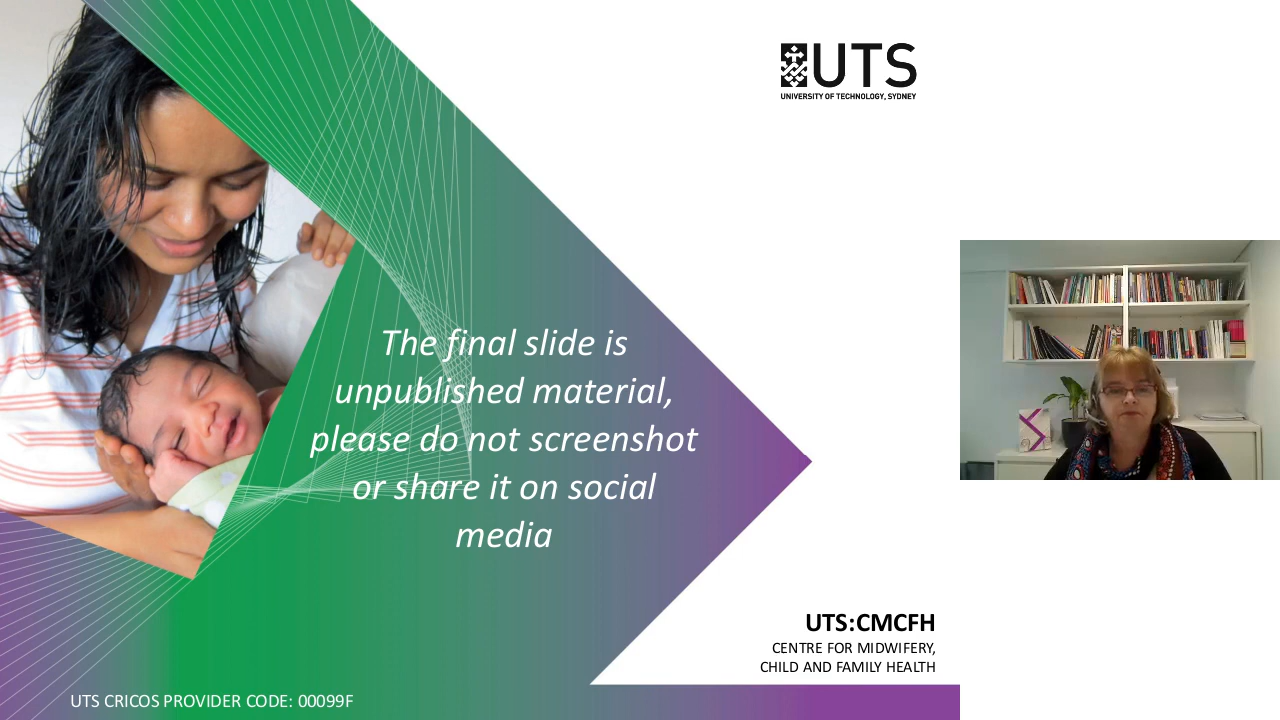 UTS
UNIVERSITY OF TECHNOLOGY, SYDNEY
The final slide is
unpublished material,
please do not screenshot
or share it on social
media
UTS:CMCFH
CENTRE FOR MIDWIFERY,
CHILD AND FAMILY HEALTH
UTS CRICOS PROVIDER CODE: 00099F